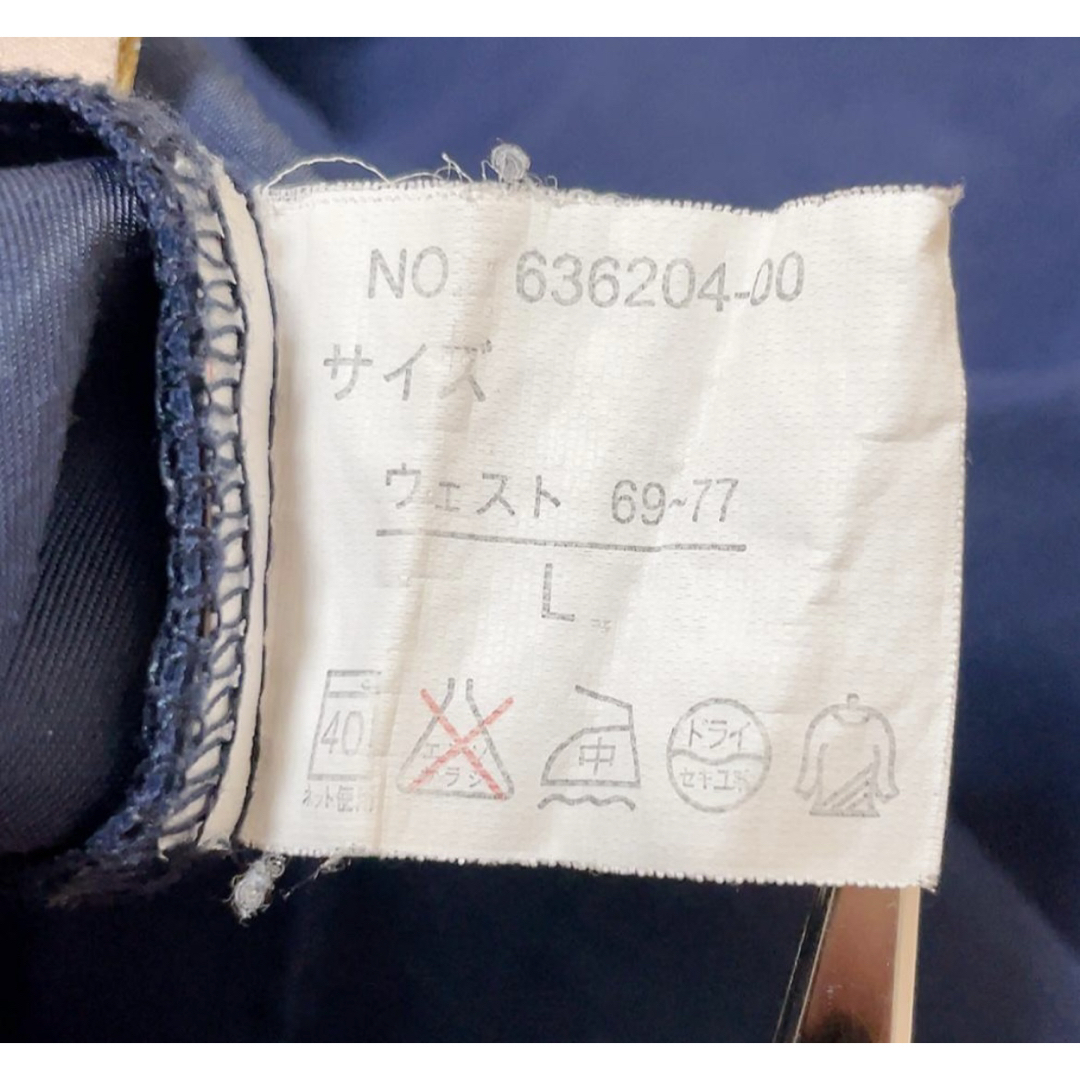 NO. 636204-00
サイズ
ウェスト 69~77
L
40
ネット使用
エンソ
サラシ
中
ドライ
セキユ系